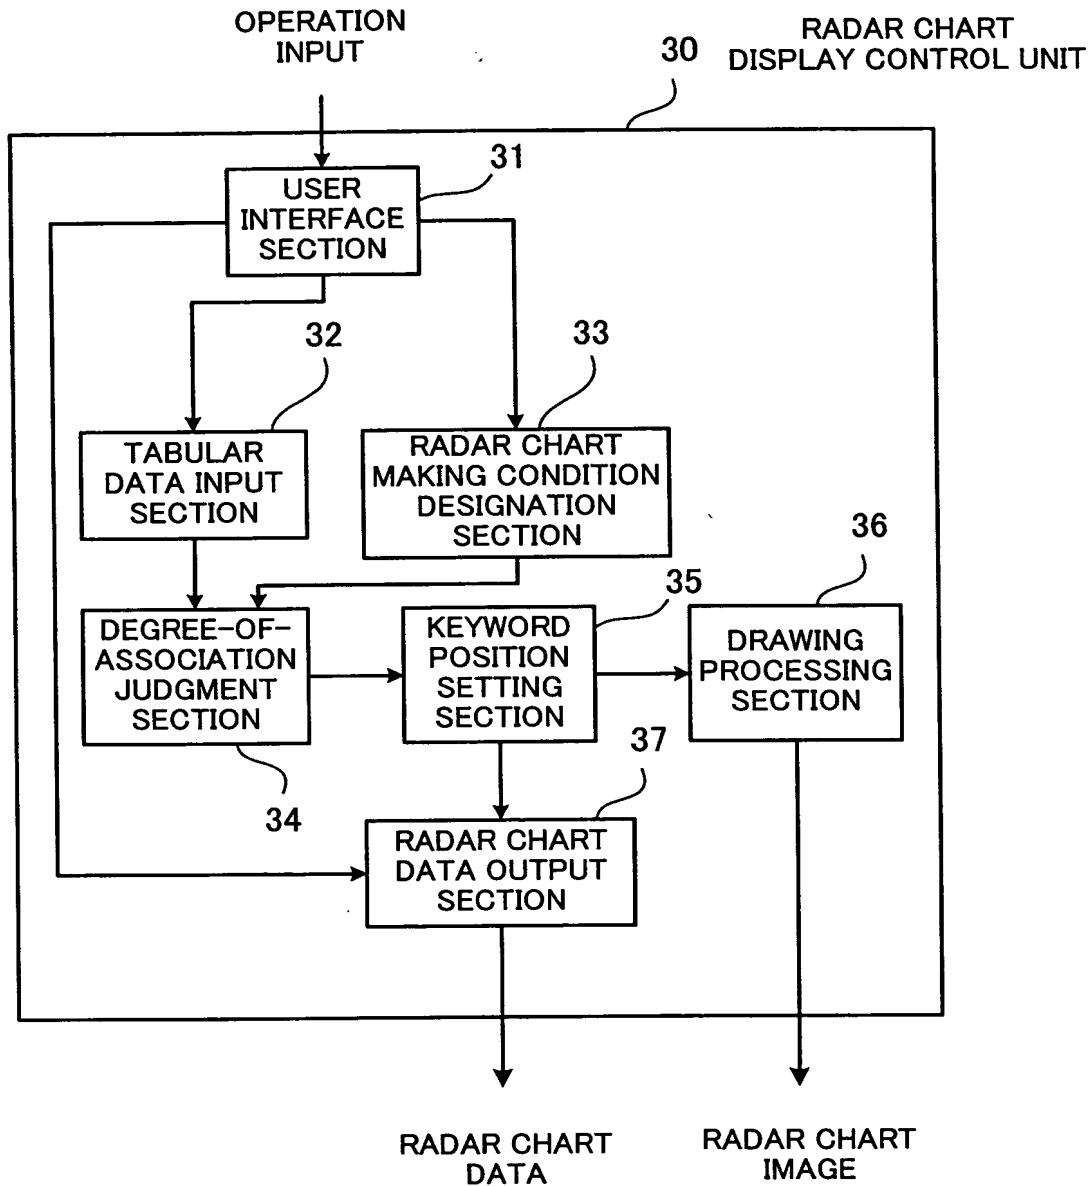 OPERATION
INPUT
RADAR CHART
DISPLAY CONTROL UNIT
30
31
USER
INTERFACE
SECTION
32
33
TABULAR
DATA INPUT
SECTION
RADAR CHART
MAKING CONDITION
DESIGNATION
SECTION
36
35
DEGREE-OF-
ASSOCIATION
JUDGMENT
SECTION
KEYWORD
POSITION
SETTING
SECTION
DRAWING
PROCESSING
SECTION
34
37
RADAR CHART
DATA OUTPUT
SECTION
RADAR CHART
DATA
RADAR CHART
IMAGE